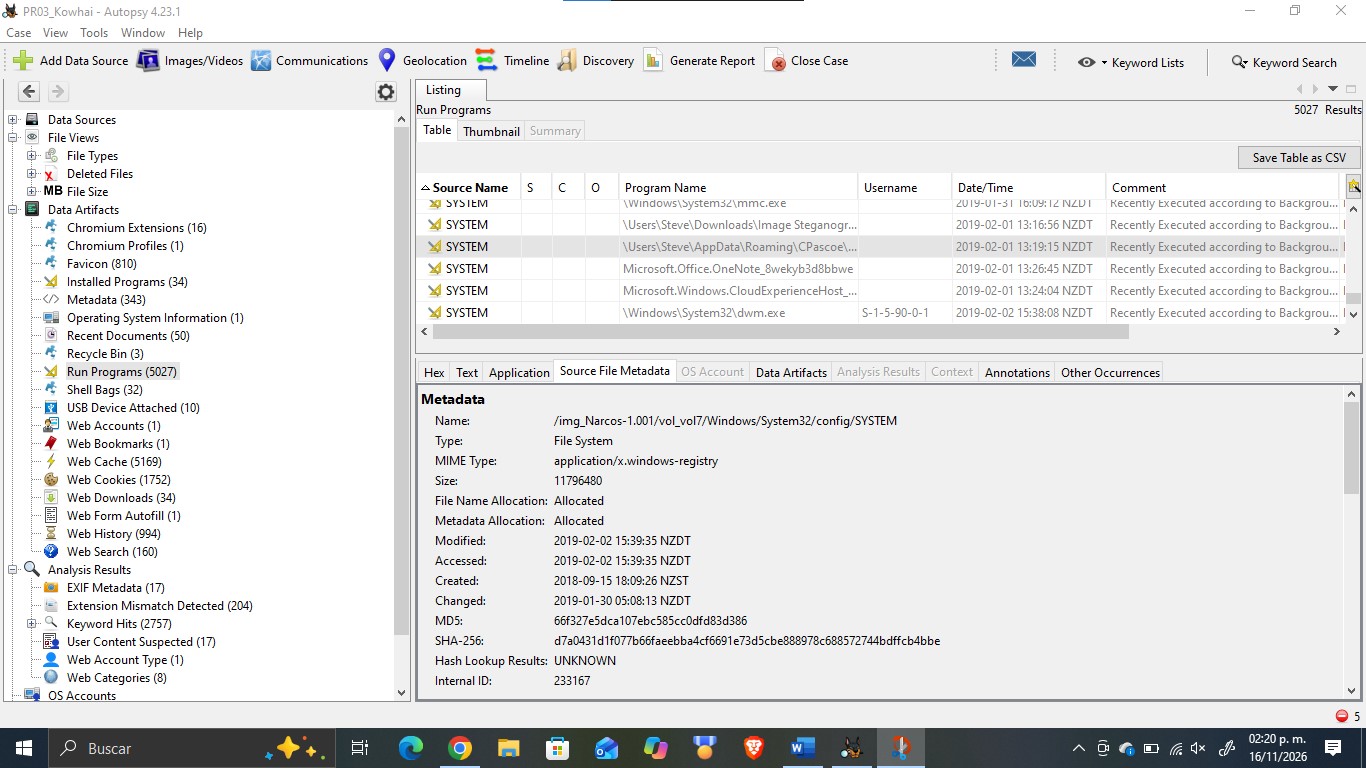 PR03_Kowhai - Autopsy 4.23.1
Case View Tools Window Help
Add Data Source Images/Videos Communications Geolocation Timeline Discovery Generate Report Close Case Keyword Lists Keyword Search
Data Sources
File Views
File Types
Deleted Files
MB File Size
Data Artifacts
Chromium Extensions (16)
Chromium Profiles (1)
Favicon (810)
Installed Programs (34)
Metadata (343)
Operating System Information (1)
Recent Documents (50)
Recycle Bin (3)
Run Programs (5027)
Shell Bags (32)
USB Device Attached (10)
Web Accounts (1)
Web Bookmarks (1)
Web Cache (5169)
Web Cookies (1752)
Web Downloads (34)
Web Form Autofill (1)
Web History (994)
Web Search (160)
Analysis Results
EXIF Metadata (17)
Extension Mismatch Detected (204)
Keyword Hits (2757)
User Content Suspected (17)
Web Account Type (1)
Web Categories (8)
OS Accounts
Listing
Run Programs 5027 Results
Table Thumbnail Summary
Save Table as CSV
Source Name S C O Program Name Username Date/Time Comment
SYSTEM \Windows\System32\mmc.exe 2019-01-31 16:09:12 NZDT Recently Executed according to Backgrou...
SYSTEM \Users\Steve\Downloads\Image Steganogr... 2019-02-01 13:16:56 NZDT Recently Executed according to Backgrou...
SYSTEM \Users\Steve\AppData\Roaming\CPascoe\... 2019-02-01 13:19:15 NZDT Recently Executed according to Backgrou...
SYSTEM Microsoft.Office.OneNote_8wekyb3d8bbwe 2019-02-01 13:26:45 NZDT Recently Executed according to Backgrou...
SYSTEM Microsoft.Windows.CloudExperienceHost_... 2019-02-01 13:24:04 NZDT Recently Executed according to Backgrou...
SYSTEM \Windows\System32\dwm.exe S-1-5-90-0-1 2019-02-02 15:38:08 NZDT Recently Executed according to Backgrou...
Hex Text Application Source File Metadata OS Account Data Artifacts Analysis Results Context Annotations Other Occurrences
Metadata
Name: /img_Narcos-1.001/vol_vol7/Windows/System32/config/SYSTEM
Type: File System
MIME Type: application/x.windows-registry
Size: 11796480
File Name Allocation: Allocated
Metadata Allocation: Allocated
Modified: 2019-02-02 15:39:35 NZDT
Accessed: 2019-02-02 15:39:35 NZDT
Created: 2018-09-15 18:09:26 NZST
Changed: 2019-01-30 05:08:13 NZDT
MD5: 66f327e5dca107ebc585cc0dfd83d386
SHA-256: d7a0431d1f077b66faeebba4cf6691e73d5cbe888978c688572744bdffcb4bbe
Hash Lookup Results: UNKNOWN
Internal ID: 233167
5
Buscar
02:20 p. m.
16/11/2026